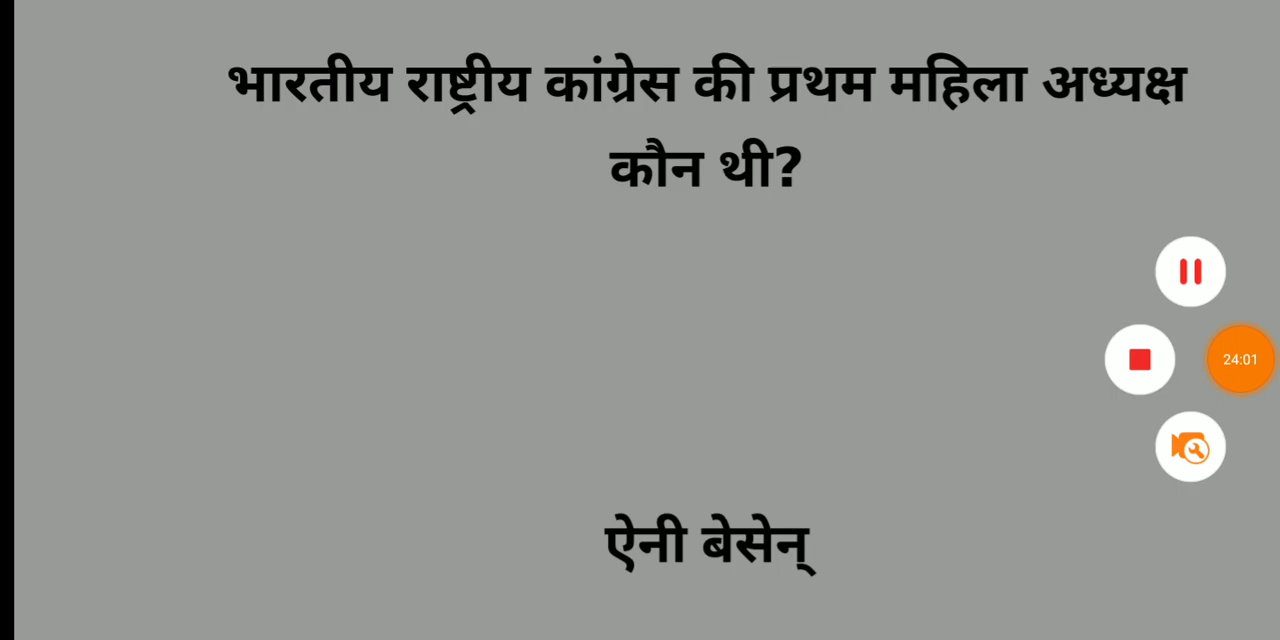 भारतीय राष्ट्रीय कांग्रेस की प्रथम महिला अध्यक्ष
कौन थी?
24:01
ऐनी बेसेन्